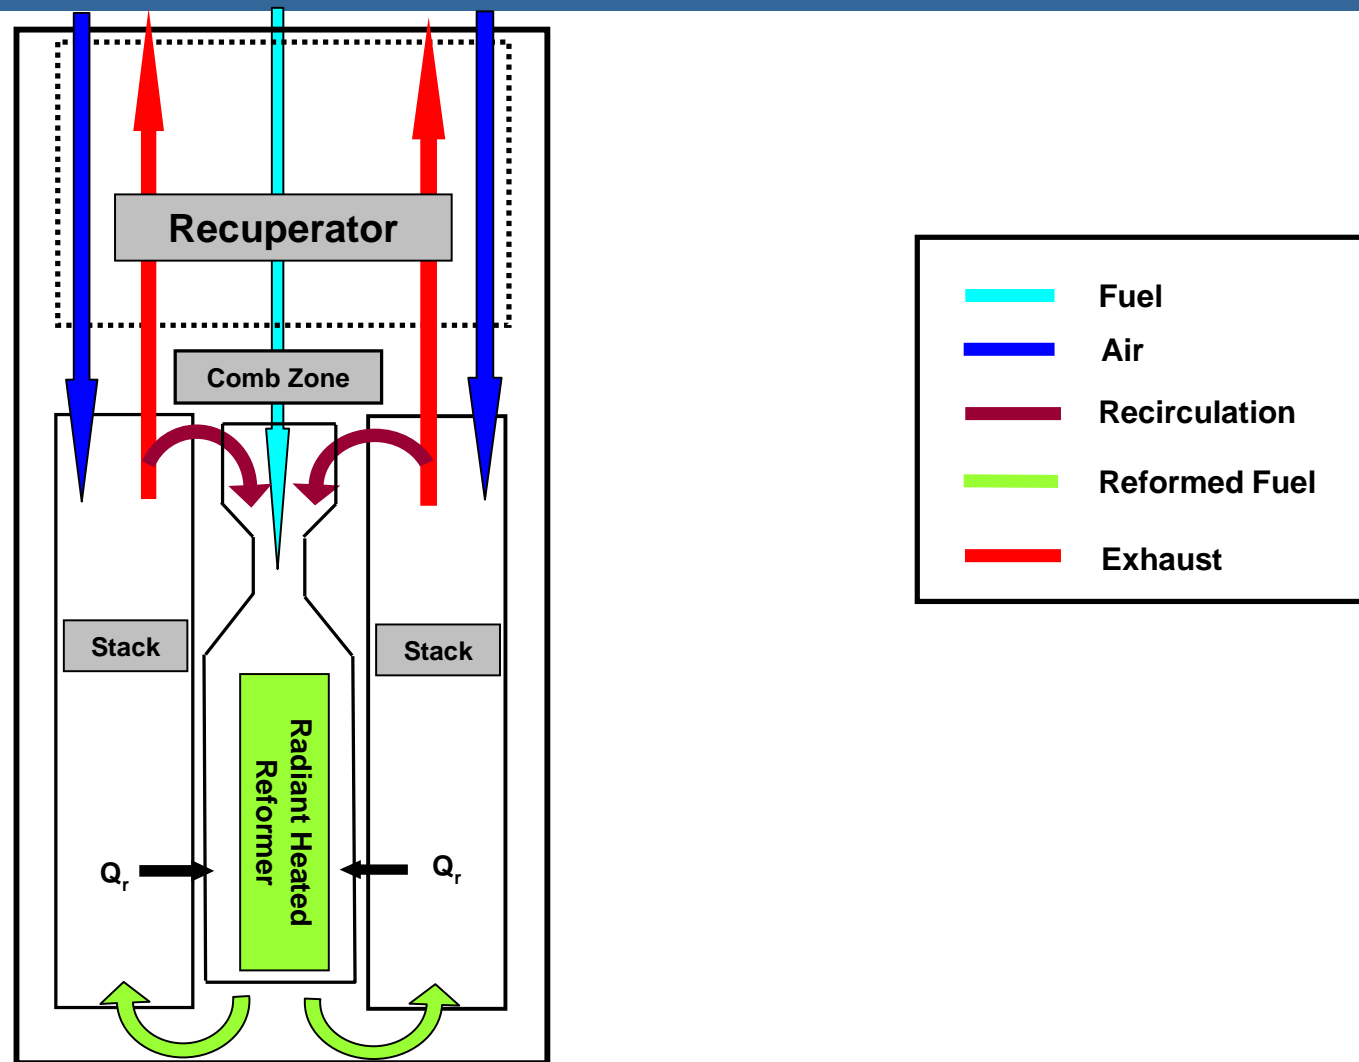 Recuperator
Comb Zone
Stack
Stack
Radiant Heated
Reformer
Qr
Qr
Fuel
Air
Recirculation
Reformed Fuel
Exhaust